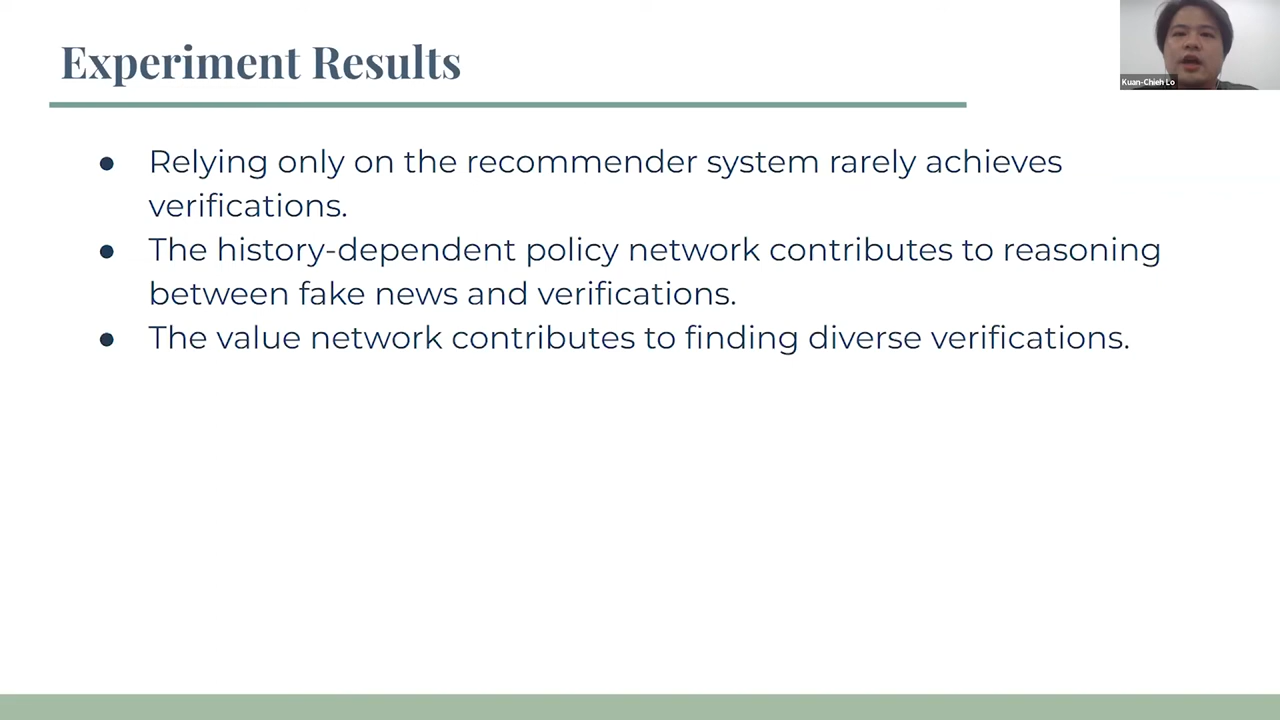 Experiment Results
Kuan-Chieh Lo
● Relying only on the recommender system rarely achieves
verifications.
● The history-dependent policy network contributes to reasoning
between fake news and verifications.
● The value network contributes to finding diverse verifications.